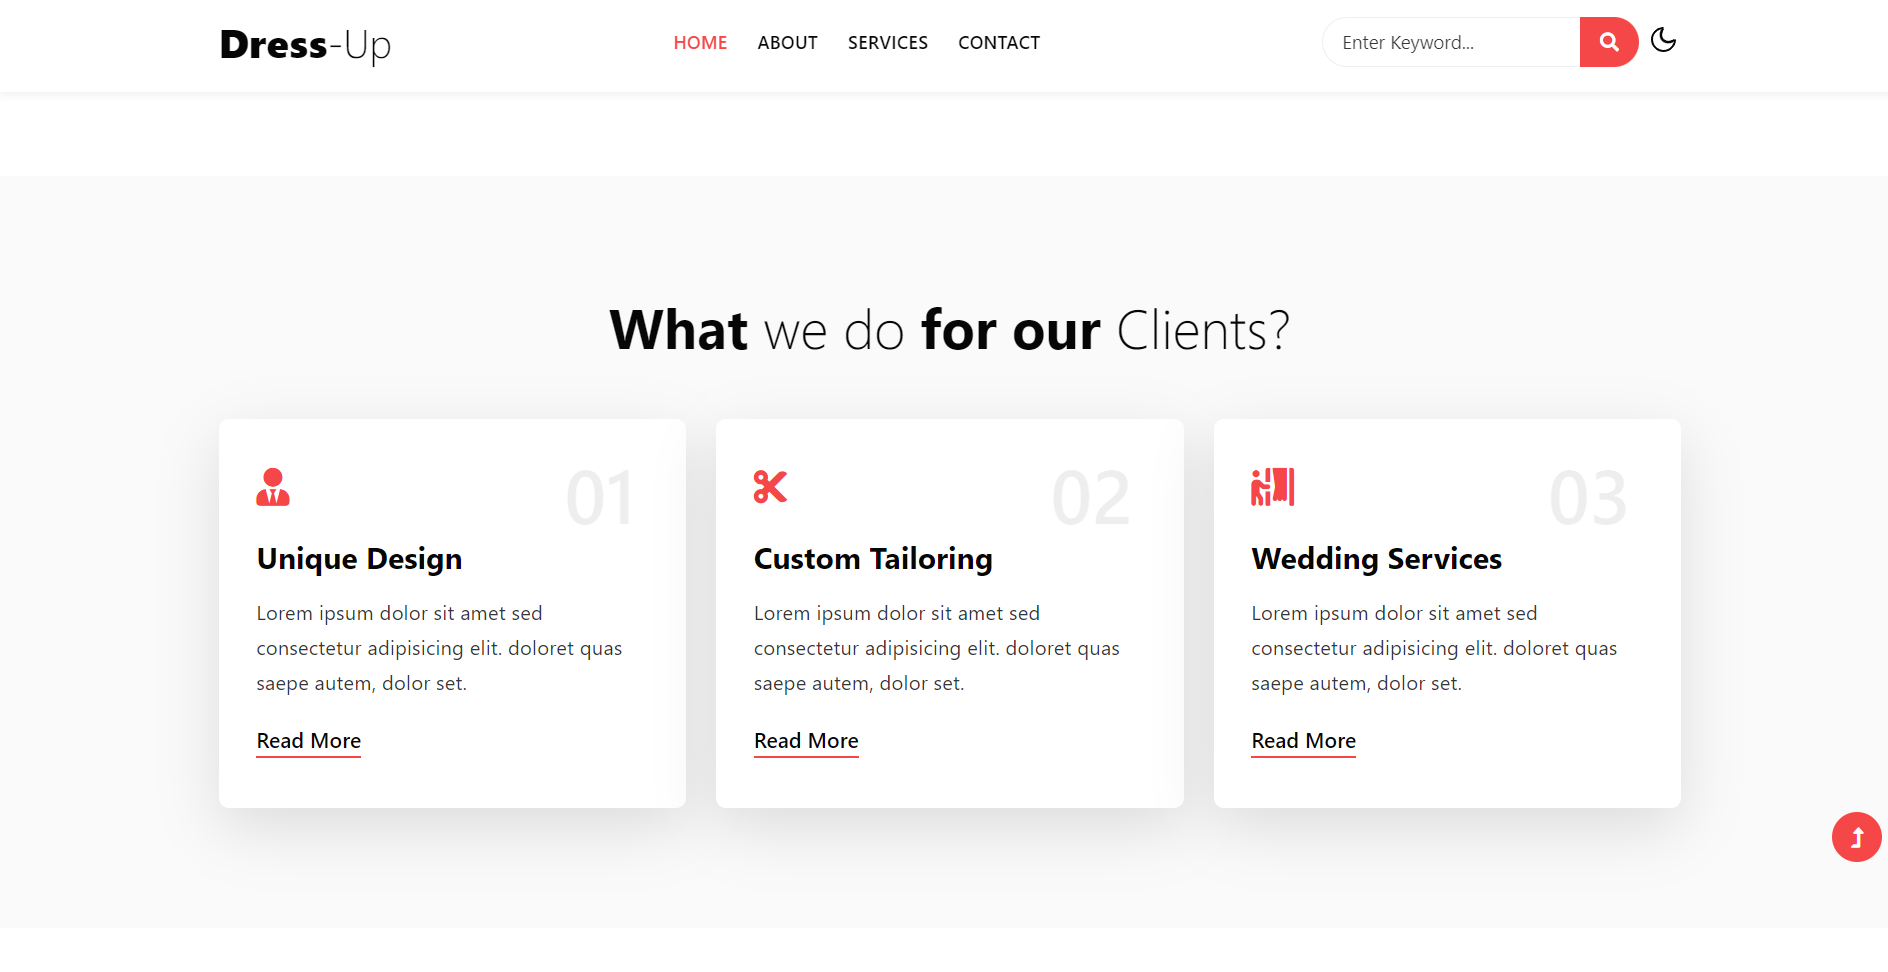 Dress-Up
HOME ABOUT SERVICES CONTACT
Enter Keyword...
What we do for our Clients?
01
Unique Design
Lorem ipsum dolor sit amet sed
consectetur adipisicing elit. doloret quas
saepe autem, dolor set.
Read More
02
Custom Tailoring
Lorem ipsum dolor sit amet sed
consectetur adipisicing elit. doloret quas
saepe autem, dolor set.
Read More
03
Wedding Services
Lorem ipsum dolor sit amet sed
consectetur adipisicing elit. doloret quas
saepe autem, dolor set.
Read More